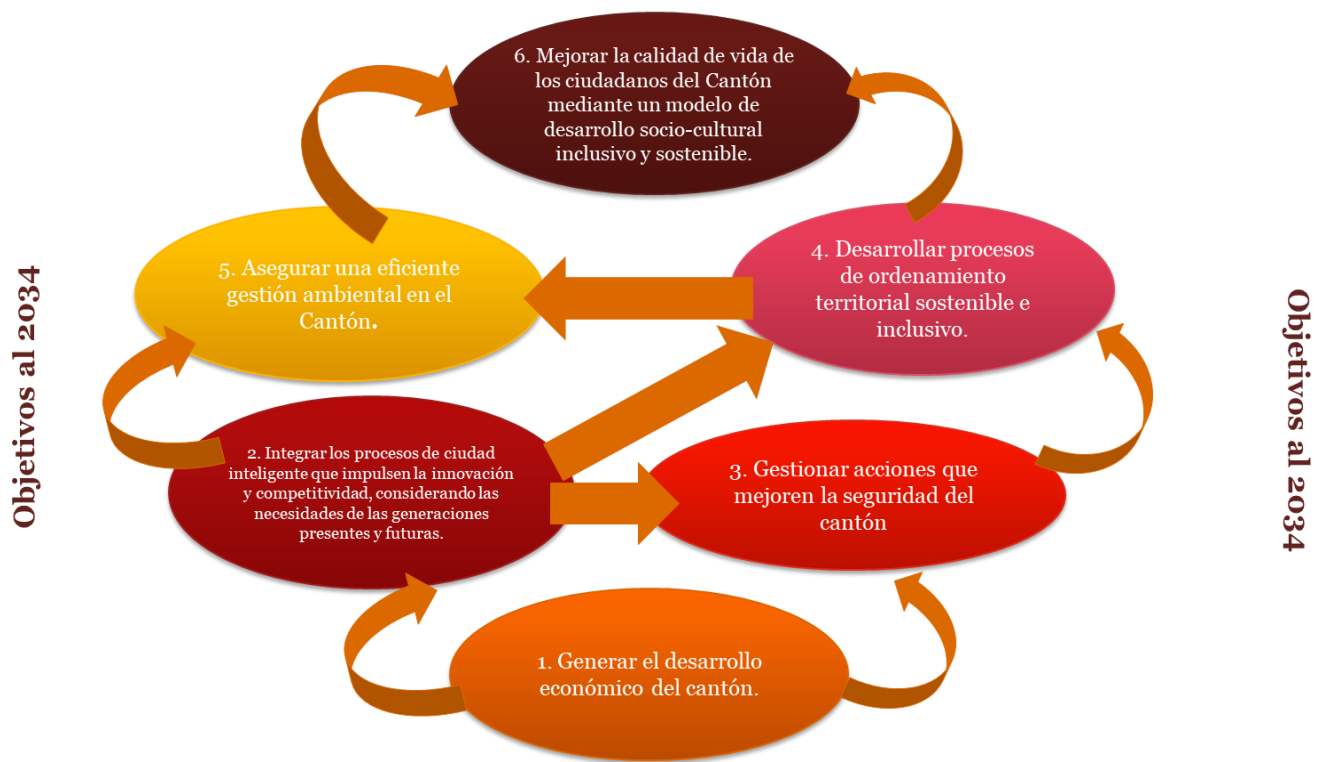 6. Mejorar la calidad de vida de
los ciudadanos del Cantón
mediante un modelo de
desarrollo socio-cultural
inclusivo y sostenible.
5. Asegurar una eficiente
gestión ambiental en el
Cantón.
4. Desarrollar procesos
de ordenamiento
territorial sostenible e
inclusivo.
Objetivos al 2034
Objetivos al 2034
2. Integrar los procesos de ciudad
inteligente que impulsen la innovación
y competitividad, considerando las
necesidades de las generaciones
presentes y futuras.
3. Gestionar acciones que
mejoren la seguridad del
cantón
1. Generar el desarrollo
económico del cantón.